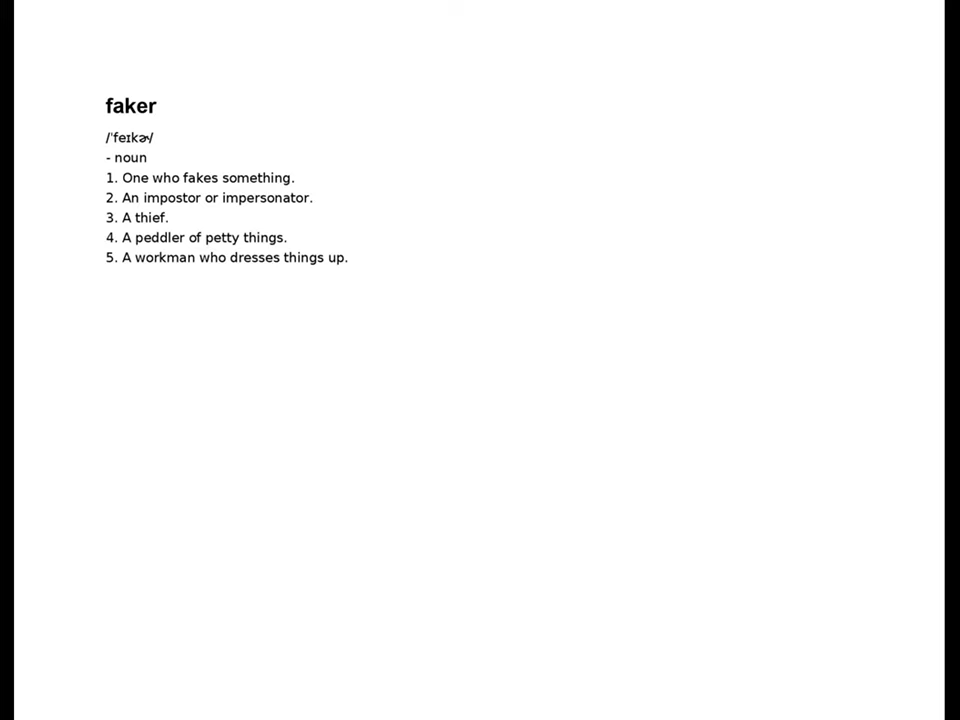 faker
/ˈfeɪkɚ/
- noun
1. One who fakes something.
2. An impostor or impersonator.
3. A thief.
4. A peddler of petty things.
5. A workman who dresses things up.